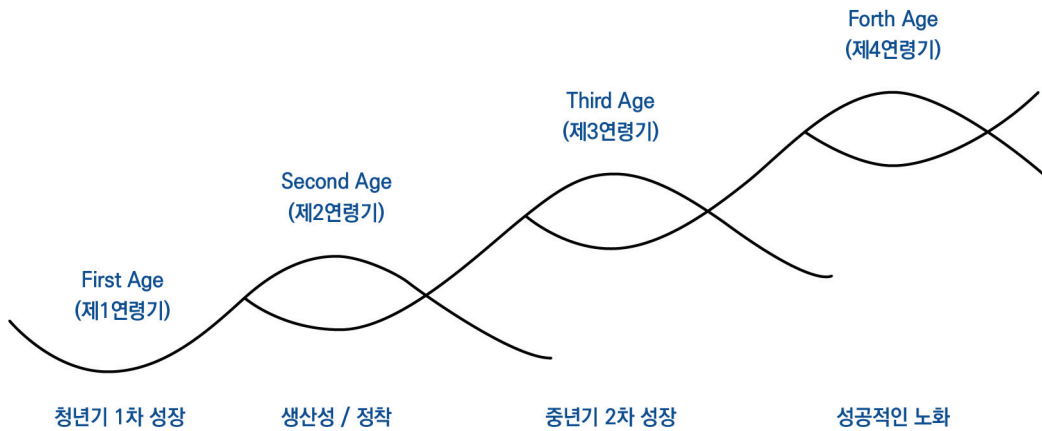 Forth Age
(제4연령기)
Third Age
(제3연령기)
Second Age
(제2연령기)
First Age
(제1연령기)
청년기 1차 성장
생산성 / 정착
중년기 2차 성장
성공적인 노화